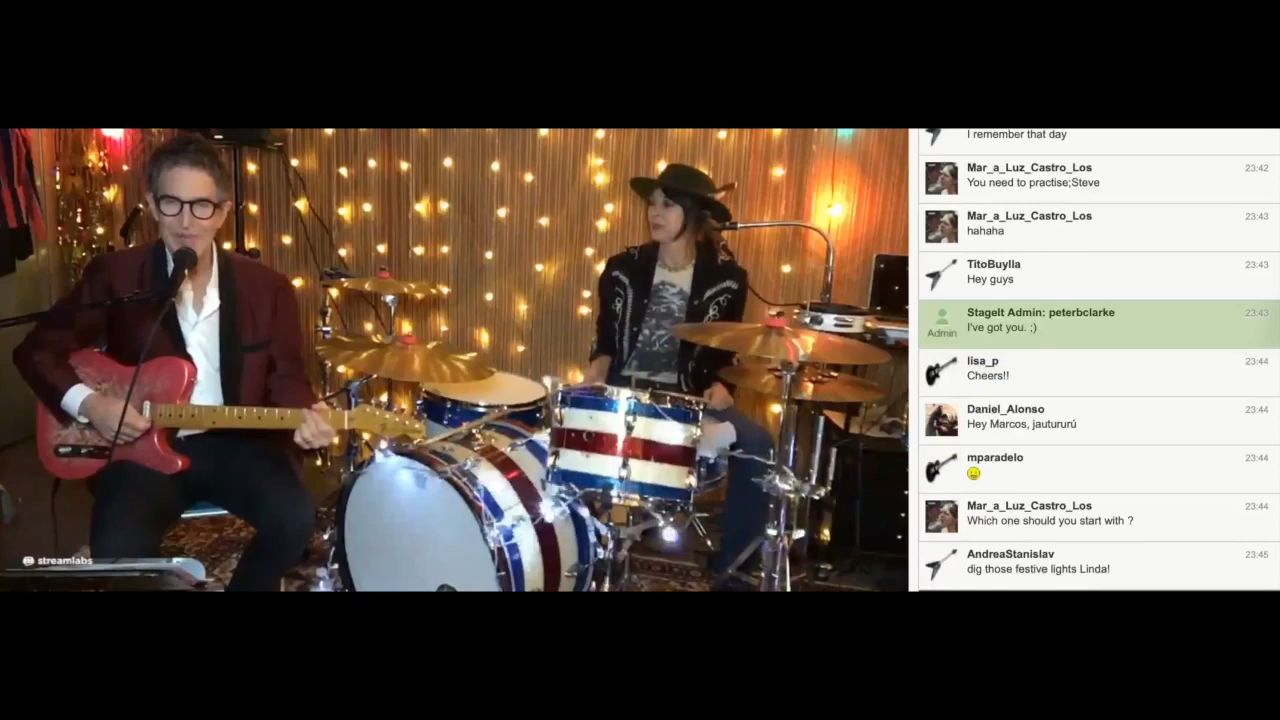 I remember that day
Mar_a_Luz_Castro_Los 23:42
You need to practise;Steve
Mar_a_Luz_Castro_Los 23:43
hahaha
TitoBuylla 23:43
Hey guys
StageIt Admin: peterbclarke 23:43
Admin I've got you. ;)
lisa_p 23:44
Cheers!!
Daniel_Alonso 23:44
Hey Marcos, jautururú
mparadelo 23:44
Mar_a_Luz_Castro_Los 23:44
Which one should you start with ?
AndreaStanislav 23:45
dig those festive lights Linda!
streamlabs